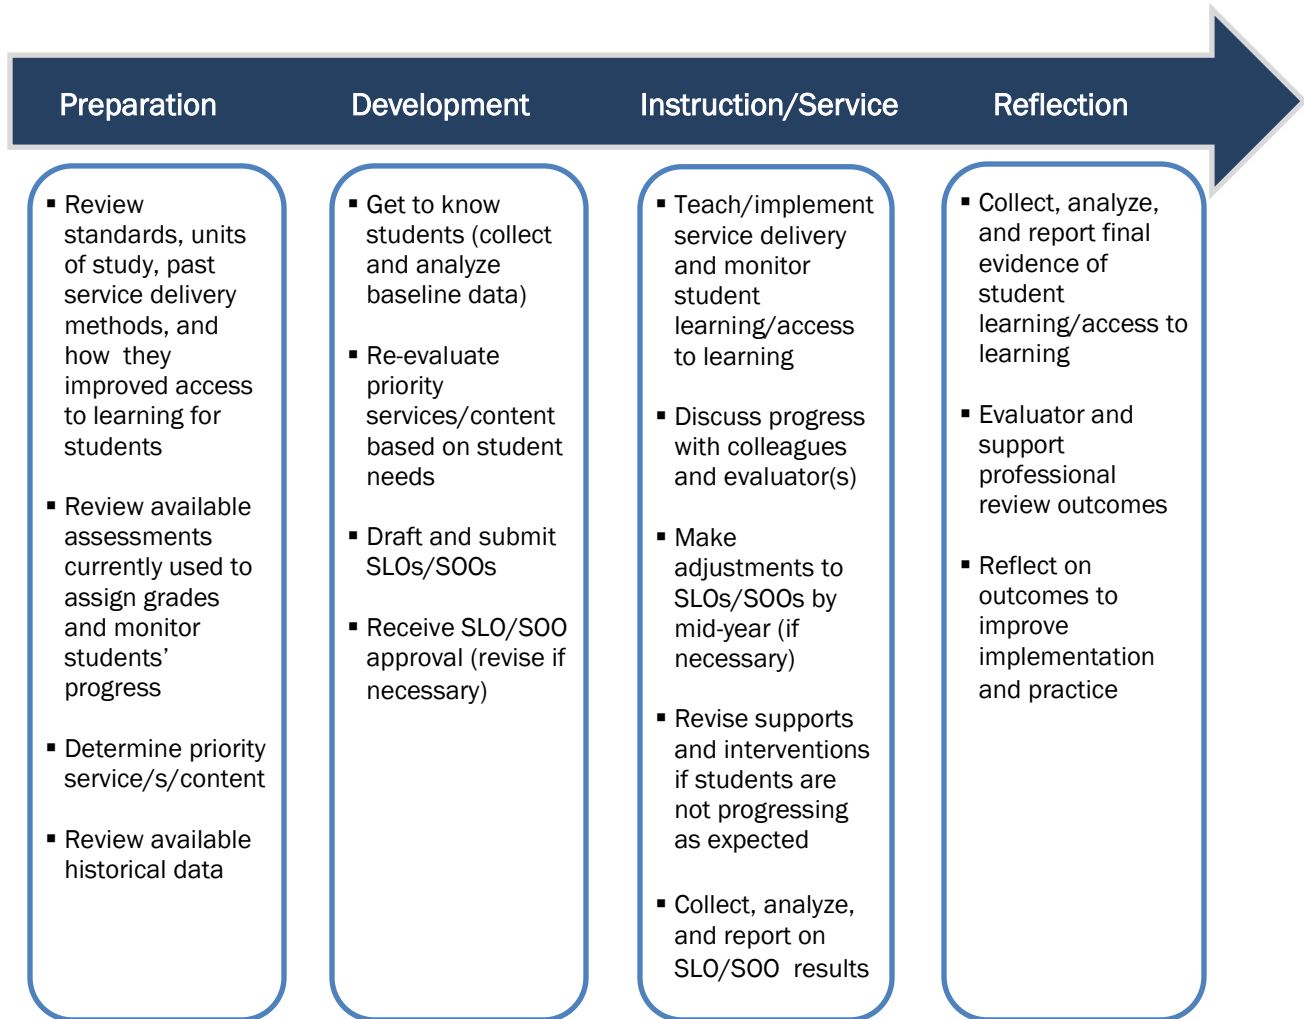 Preparation
Development
Instruction/Service
Reflection
▪ Review
standards, units
of study, past
service delivery
methods, and
how they
improved access
to learning for
students
▪ Review available
assessments
currently used to
assign grades
and monitor
students’
progress
▪ Determine priority
service/s/content
▪ Review available
historical data
▪ Get to know
students (collect
and analyze
baseline data)
▪ Re-evaluate
priority
services/content
based on student
needs
▪ Draft and submit
SLOs/SOOs
▪ Receive SLO/SOO
approval (revise if
necessary)
▪ Teach/implement
service delivery
and monitor
student
learning/access
to learning
▪ Discuss progress
with colleagues
and evaluator(s)
▪ Make
adjustments to
SLOs/SOOs by
mid-year (if
necessary)
▪ Revise supports
and interventions
if students are
not progressing
as expected
▪ Collect, analyze,
and report on
SLO/SOO results
▪ Collect, analyze,
and report final
evidence of
student
learning/access to
learning
▪ Evaluator and
support
professional
review outcomes
▪ Reflect on
outcomes to
improve
implementation
and practice